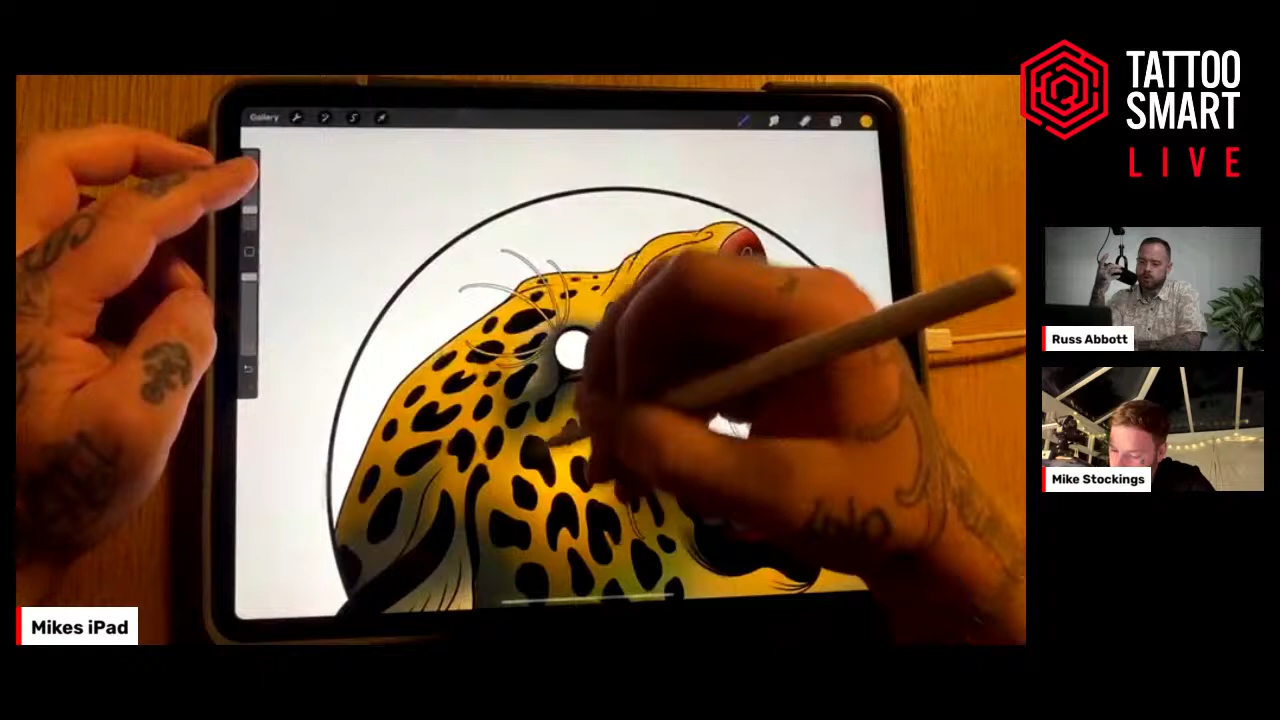 Gallery
TATTOO
SMART
LIVE
Russ Abbott
Mike Stockings
Mikes iPad